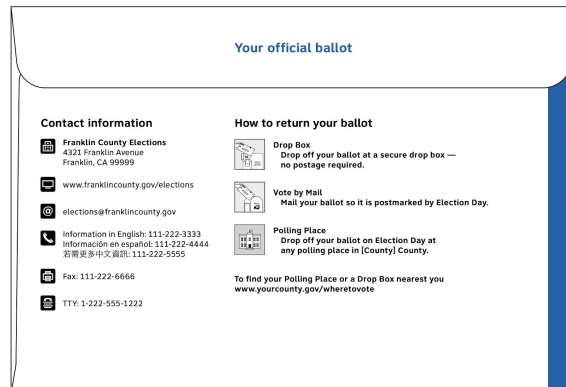 Your official ballot
Contact information
Franklin County Elections
4321 Franklin Avenue
Franklin, CA 99999
www.franklincounty.gov/elections
@
elections@franklincounty.gov
Information in English: 111-222-3333
Información en español: 111-222-4444
若需更多中文資訊: 111-222-5555
Fax: 111-222-6666
TTY: 1-222-555-1222
How to return your ballot
Drop Box
Drop off your ballot at a secure drop box —
no postage required.
Vote by Mail
Mail your ballot so it is postmarked by Election Day.
Polling Place
Drop off your ballot on Election Day at
any polling place in [County] County.
To find your Polling Place or a Drop Box nearest you
www.yourcounty.gov/wheretovote